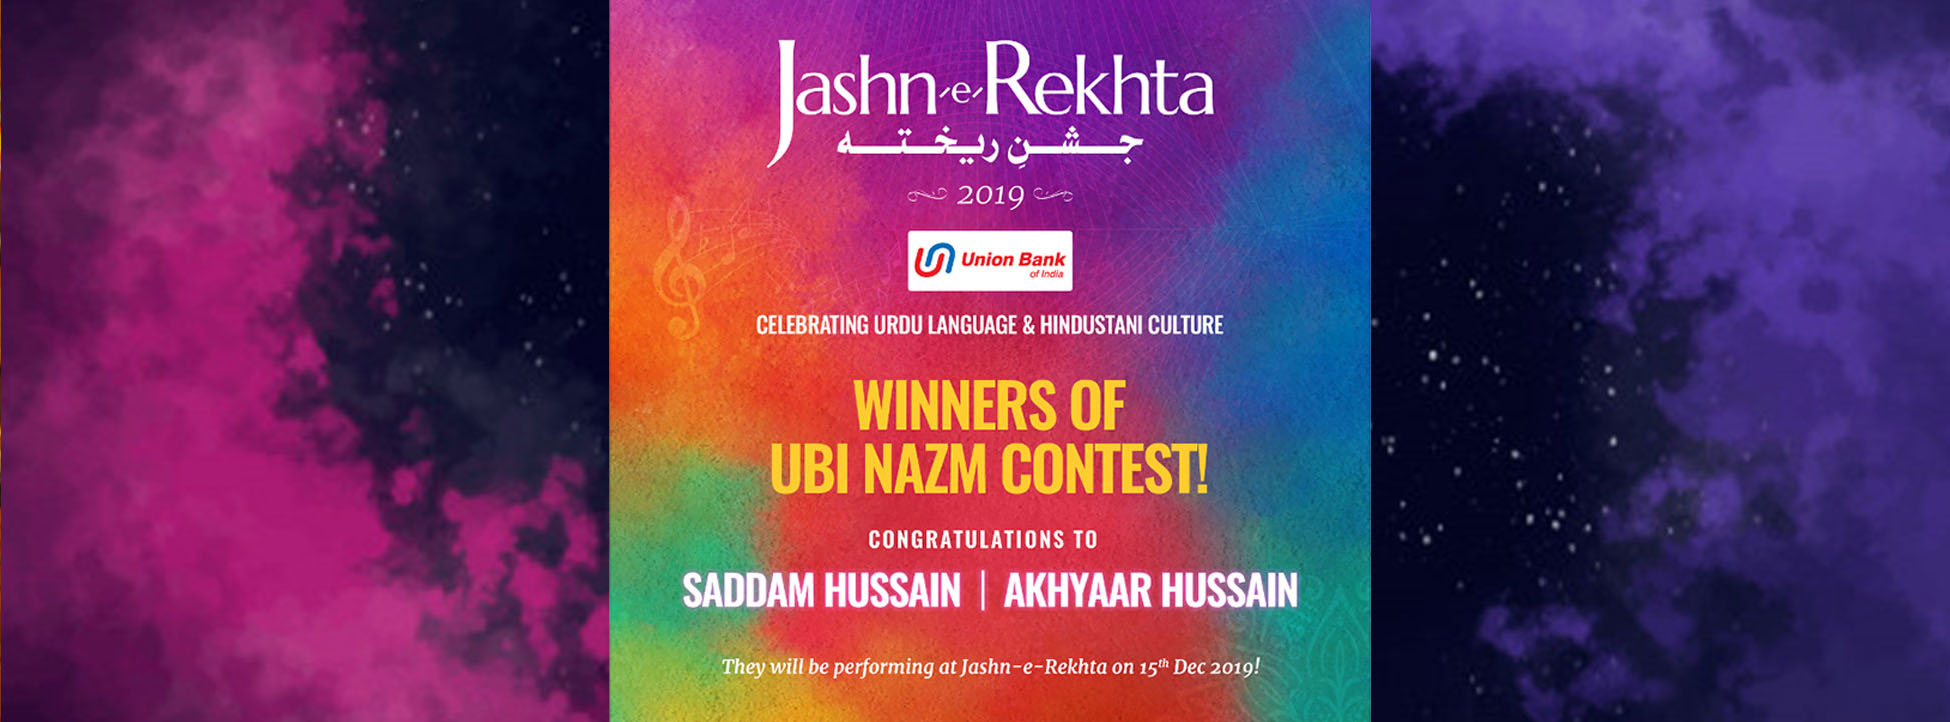 Jashn-e-Rekhta
جشنِ ریختہ
2019
Union Bank
of India
CELEBRATING URDU LANGUAGE & HINDUSTANI CULTURE
WINNERS OF
UBI NAZM CONTEST!
CONGRATULATIONS TO
SADDAM HUSSAIN | AKHYAAR HUSSAIN
They will be performing at Jashn-e-Rekhta on 15th Dec 2019!